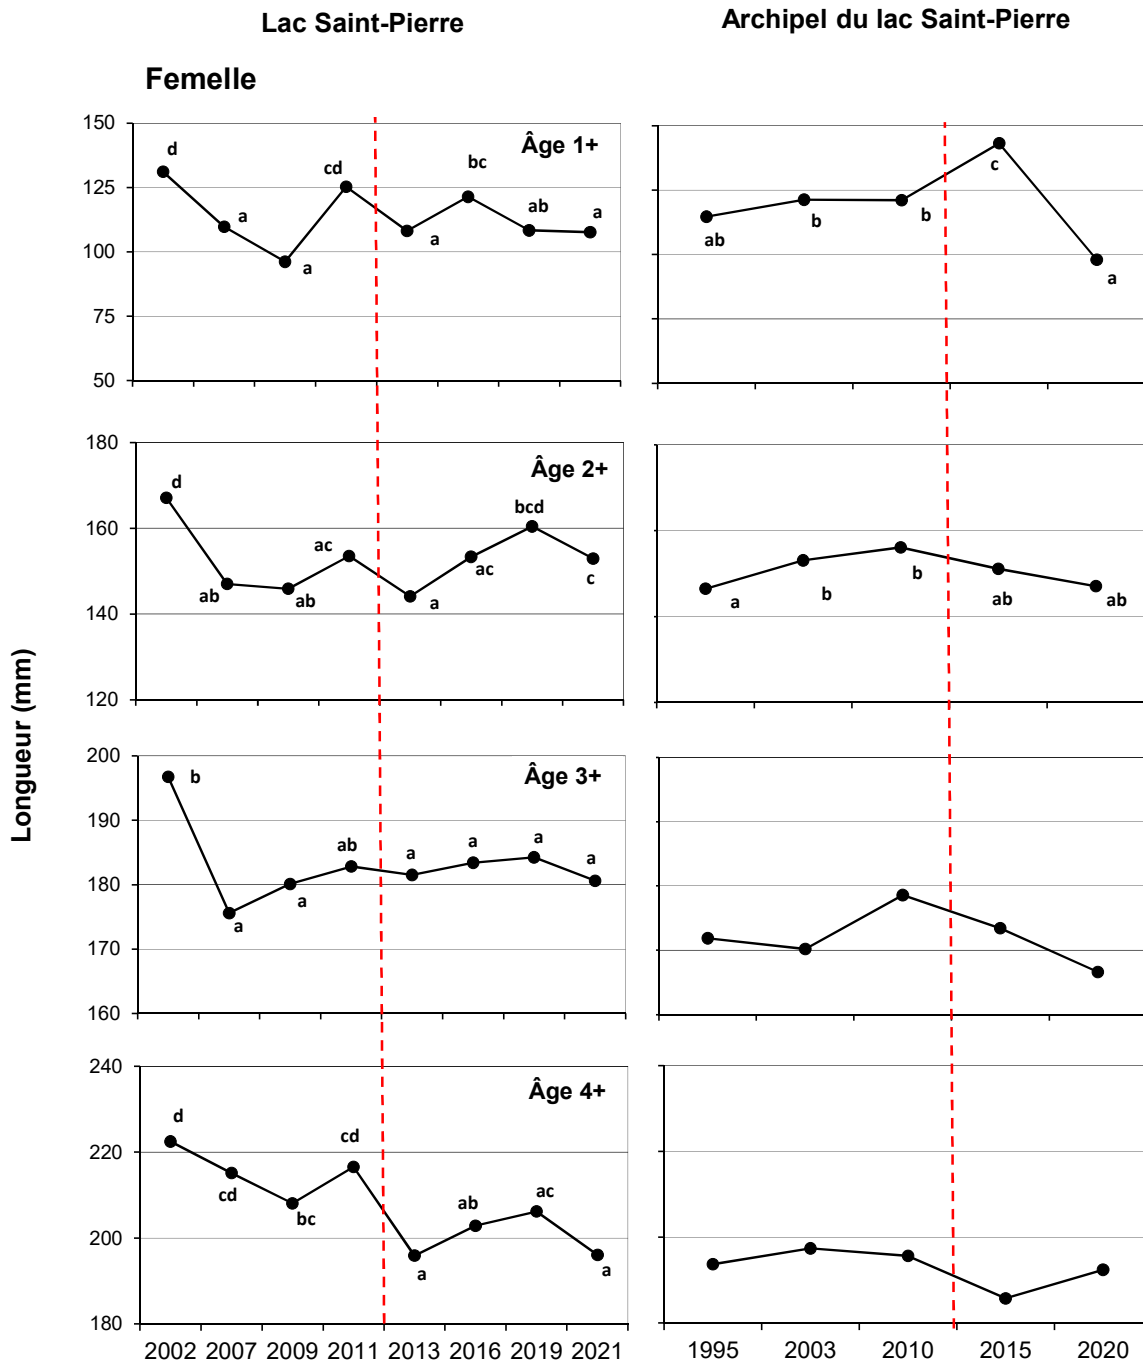 Lac Saint-Pierre
Archipel du lac Saint-Pierre
Femelle
Longueur (mm)
150
125
100
75
50
Âge 1+
d
a
a
cd
a
bc
ab
a
ab
b
b
c
a
180
160
140
120
Âge 2+
d
ab
ab
ac
a
ac
bcd
c
a
b
b
ab
ab
200
190
180
170
160
Âge 3+
b
a
a
ab
a
a
a
a
240
220
200
180
Âge 4+
d
cd
bc
cd
a
ab
ac
a
2002 2007 2009 2011 2013 2016 2019 2021
1995 2003 2010 2015 2020